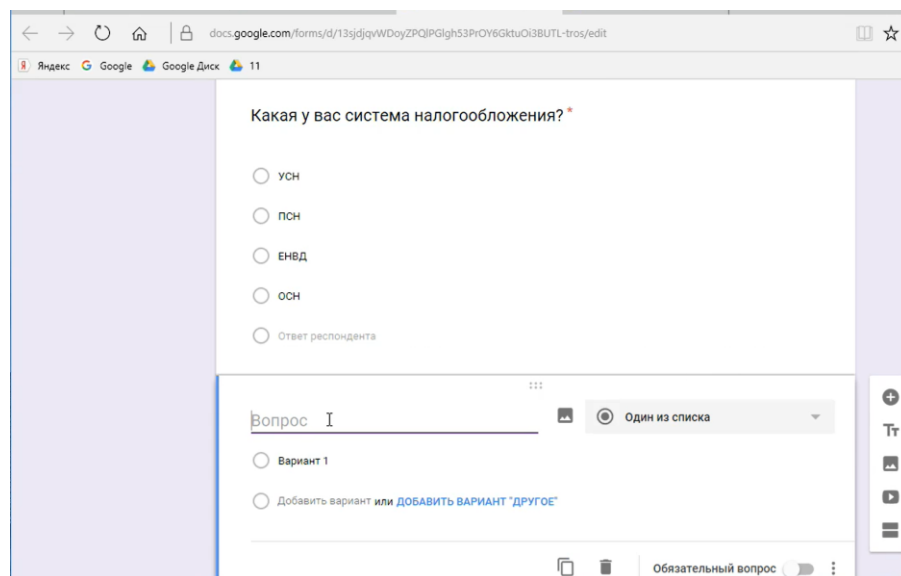 docs.google.com/forms/d/13sjdjqvWDoyZPQlPGlgh53PrOY6GktuOi3BUTL-tros/edit
Яндекс Google Google Диск 11
Какая у вас система налогообложения? *
УСН
ПСН
ЕНВД
ОСН
Ответ респондента
Вопрос Один из списка
Вариант 1
Добавить вариант или ДОБАВИТЬ ВАРИАНТ "ДРУГОЕ"
Обязательный вопрос